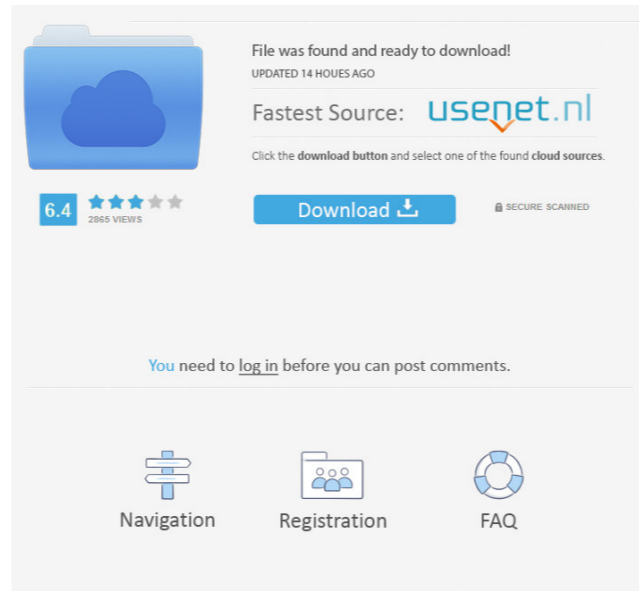 File was found and ready to download!
UPDATED 14 HOUES AGO
Fastest Source: usenet.nl
Click the download button and select one of the found cloud sources.
6.4
2865 VIEWS
Download
SECURE SCANNED
You need to log in before you can post comments.
Navigation
Registration
FAQ